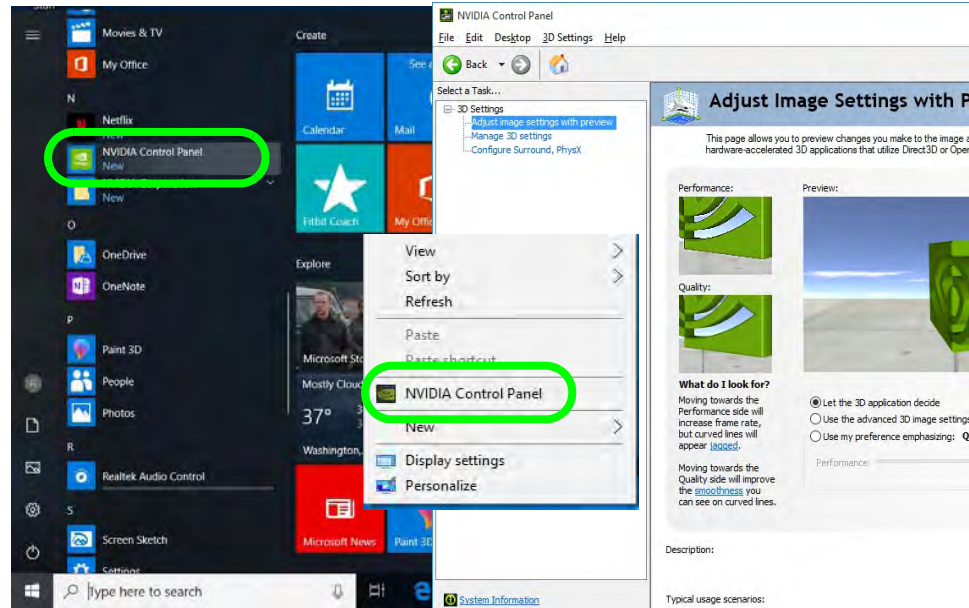 Movies & TV
My Office
N
Netflix
New
NVIDIA Control Panel
New
New
O
OneDrive
OneNote
P
Paint 3D
People
Photos
R
Realtek Audio Control
S
Screen Sketch
Settings
Type here to search
Create
See
Calendar
Mail
Fitbit Coach
My Offi
Explore
Microsoft Sto
Mostly Cloud
37°
Washington,
Microsoft News
Paint 3D
View
Sort by
Refresh
Paste
Paste shortcut
NVIDIA Control Panel
New
Display settings
Personalize
NVIDIA Control Panel
File Edit Desktop 3D Settings Help
Back
Select a Task...
3D Settings
Adjust image settings with preview
Manage 3D settings
Configure Surround, PhysX
System Information
Adjust Image Settings with P
This page allows you to preview changes you make to the image a
hardware-accelerated 3D applications that utilize Direct3D or Ope
Performance:
Preview:
Quality:
What do I look for?
Moving towards the
Performance side will
increase frame rate,
but curved lines will
appear jagged.
Moving towards the
Quality side will improve
the smoothness you
can see on curved lines.
Let the 3D application decide
Use the advanced 3D image settings
Use my preference emphasizing: Q
Performance
Description:
Typical usage scenarios: